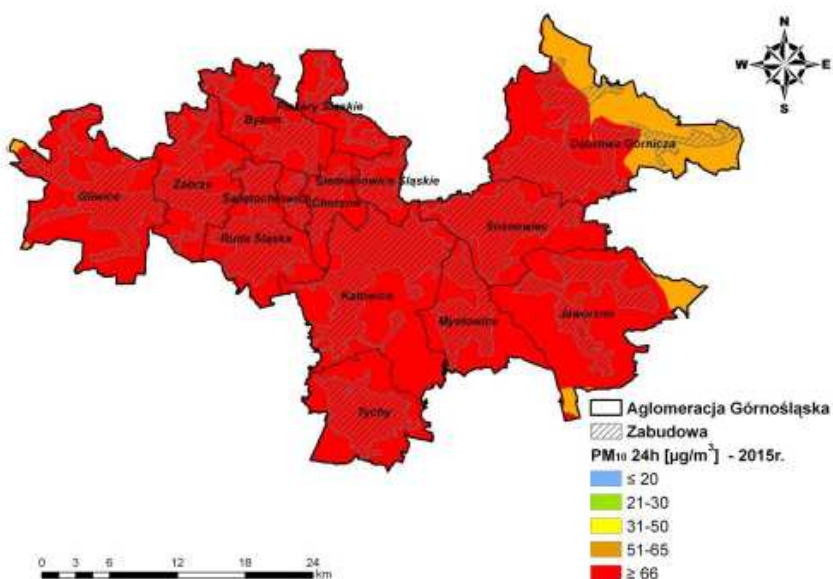 N
W E
S
Piekary Śląskie
Bytom
Dąbrowa Górnicza
Siemianowice Śląskie
Zabrze
Gliwice
Świętochłowice
Chorzów
Sosnowiec
Ruda Śląska
Katowice
Mysłowice
Jaworzno
Tychy
Aglomeracja Górnośląska
Zabudowa
PM10 24h [µg/m³] - 2015r.
≤ 20
21-30
31-50
51-65
≥ 66
0 3 6 12 18 24
km